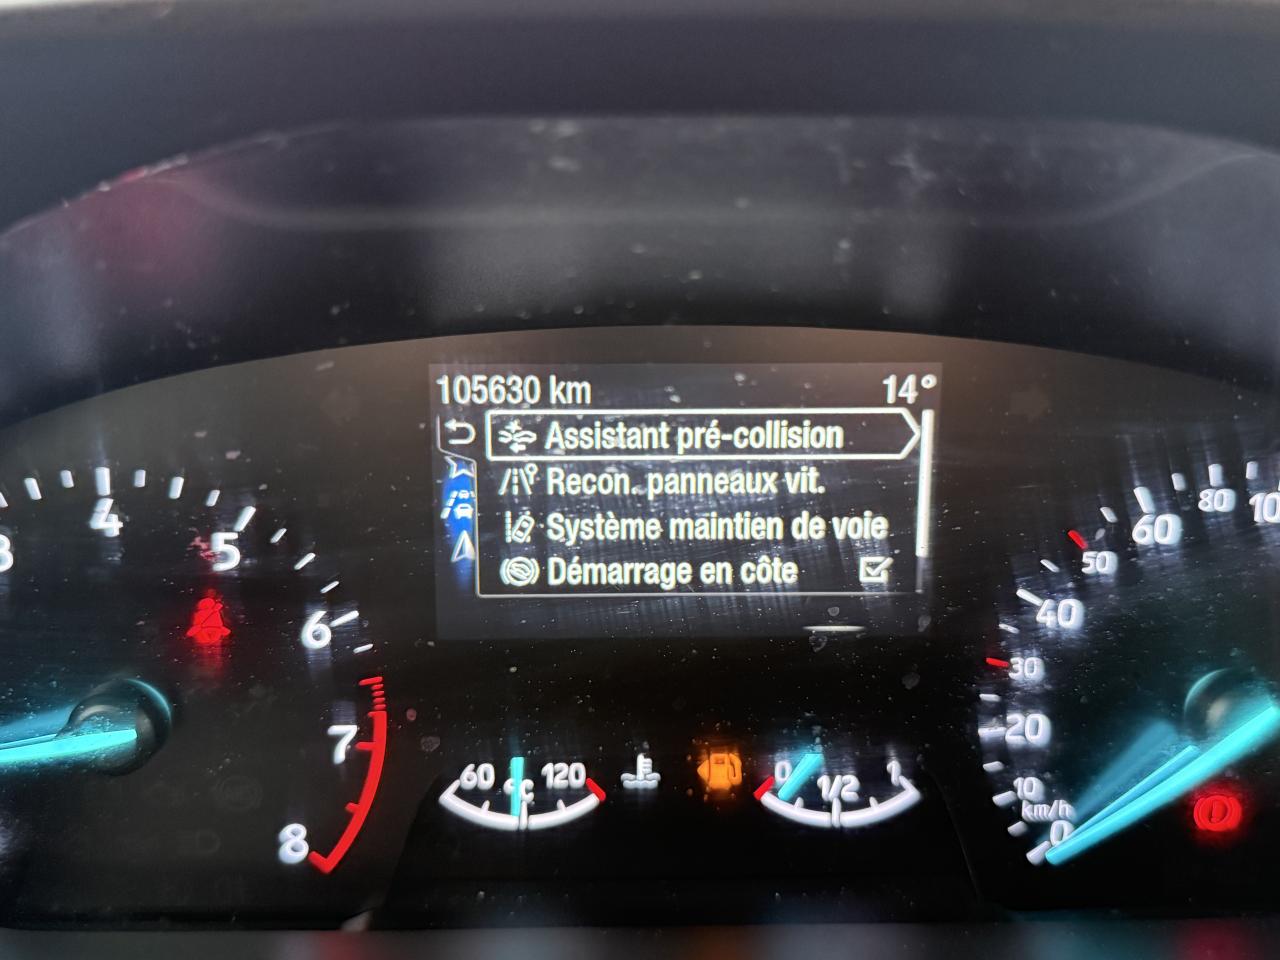 105630 km 14°
Assistant pré-collision
Recon. panneaux vit.
Système maintien de voie
Démarrage en côte
3 4 5 6 7 8
60 °C 120
0 1/2 1
0 10 20 30 40 50 60 80
km/h